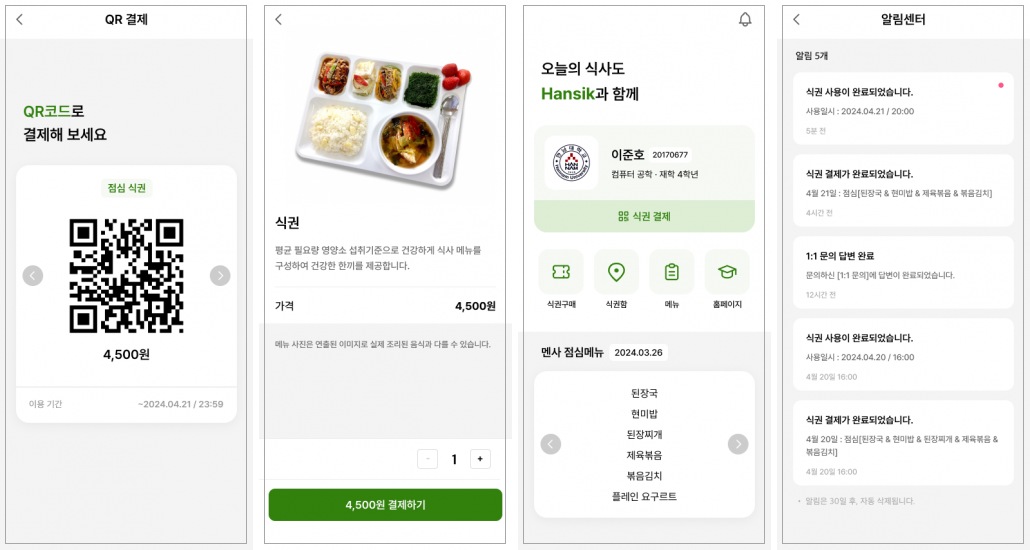 QR 결제
QR코드로
결제해 보세요
점심 식권
4,500원
이용 기간
~2024.04.21 / 23:59
식권
평균 필요량 영양소 섭취기준으로 건강하게 식사 메뉴를
구성하여 건강한 한끼를 제공합니다.
가격
4,500원
메뉴 사진은 연출된 이미지로 실제 조리된 음식과 다를 수 있습니다.
- 1 +
4,500원 결제하기
오늘의 식사도
Hansik과 함께
이준호 20170677
컴퓨터 공학 · 재학 4학년
식권 결제
식권구매
식권함
메뉴
홈페이지
멘사 점심메뉴 2024.03.26
된장국
현미밥
된장찌개
제육볶음
볶음김치
플레인 요구르트
알림센터
알림 5개
식권 사용이 완료되었습니다.
사용일시 : 2024.04.21 / 20:00
5분 전
식권 결제가 완료되었습니다.
4월 21일 : 점심[된장국 & 현미밥 & 제육볶음 & 볶음김치]
4시간 전
1:1 문의 답변 완료
문의하신 [1:1 문의]에 답변이 완료되었습니다.
12시간 전
식권 사용이 완료되었습니다.
사용일시 : 2024.04.20 / 16:00
4월 20일 16:00
식권 결제가 완료되었습니다.
4월 20일 : 점심[된장국 & 현미밥 & 된장찌개 & 제육볶음 &
볶음김치]
4월 20일 16:00
• 알림은 30일 후, 자동 삭제됩니다.